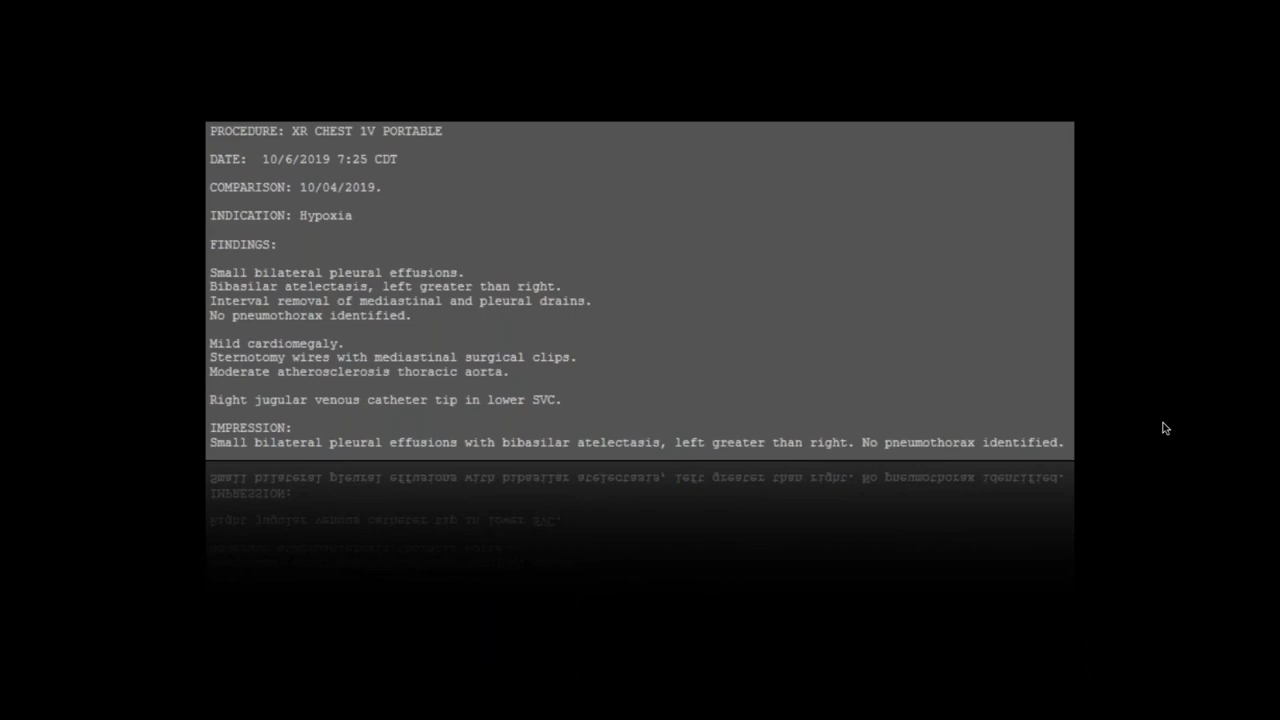 PROCEDURE: XR CHEST 1V PORTABLE
DATE:  10/6/2019 7:25 CDT
COMPARISON: 10/04/2019.
INDICATION: Hypoxia
FINDINGS:
Small bilateral pleural effusions.
Bibasilar atelectasis, left greater than right.
Interval removal of mediastinal and pleural drains.
No pneumothorax identified.
Mild cardiomegaly.
Sternotomy wires with mediastinal surgical clips.
Moderate atherosclerosis thoracic aorta.
Right jugular venous catheter tip in lower SVC.
IMPRESSION:
Small bilateral pleural effusions with bibasilar atelectasis, left greater than right. No pneumothorax identified.